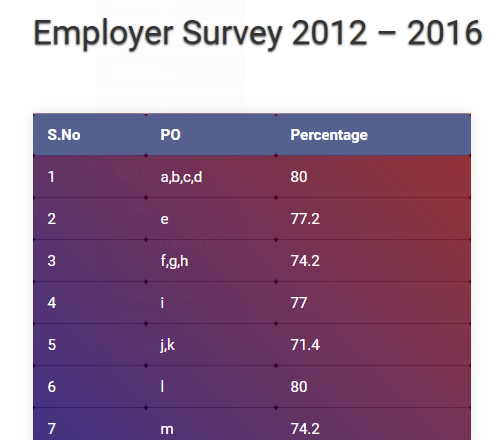 Employer Survey 2012 – 2016
S.No PO Percentage
1 a,b,c,d 80
2 e 77.2
3 f,g,h 74.2
4 i 77
5 j,k 71.4
6 l 80
7 m 74.2